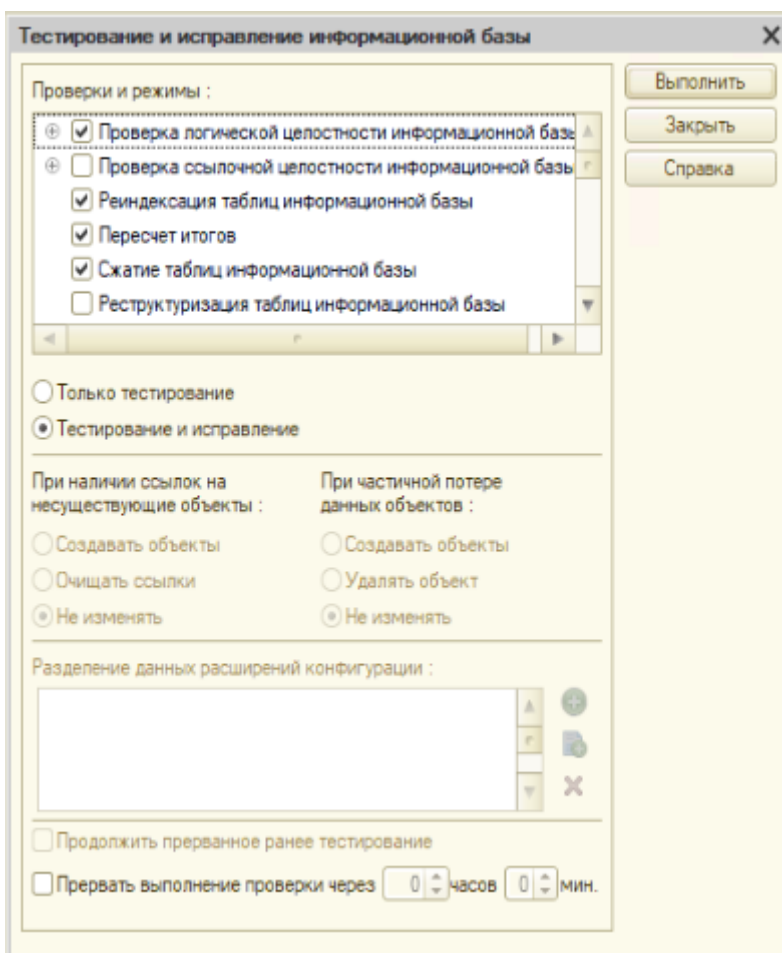 Тестирование и исправление информационной базы
Выполнить
Закрыть
Справка
Проверки и режимы :
Проверка логической целостности информационной базы
Проверка ссылочной целостности информационной базы
Реиндексация таблиц информационной базы
Пересчет итогов
Сжатие таблиц информационной базы
Реструктуризация таблиц информационной базы
Только тестирование
Тестирование и исправление
При наличии ссылок на
несуществующие объекты :
Создавать объекты
Очищать ссылки
Не изменять
При частичной потере
данных объектов :
Создавать объекты
Удалять объект
Не изменять
Разделение данных расширений конфигурации :
Продолжить прерванное ранее тестирование
Прервать выполнение проверки через 0 часов 0 мин.